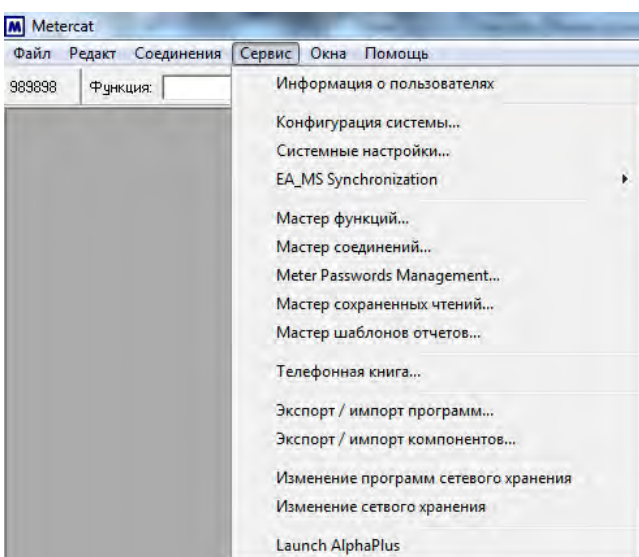 M Metercat
Файл Редакт Соединения Сервис Окна Помощь
989898 Функция:
Информация о пользователях
Конфигурация системы...
Системные настройки...
EA_MS Synchronization
Мастер функций...
Мастер соединений...
Meter Passwords Management...
Мастер сохраненных чтений...
Мастер шаблонов отчетов...
Телефонная книга...
Экспорт / импорт программ...
Экспорт / импорт компонентов...
Изменение программ сетевого хранения
Изменение сетвого хранения
Launch AlphaPlus